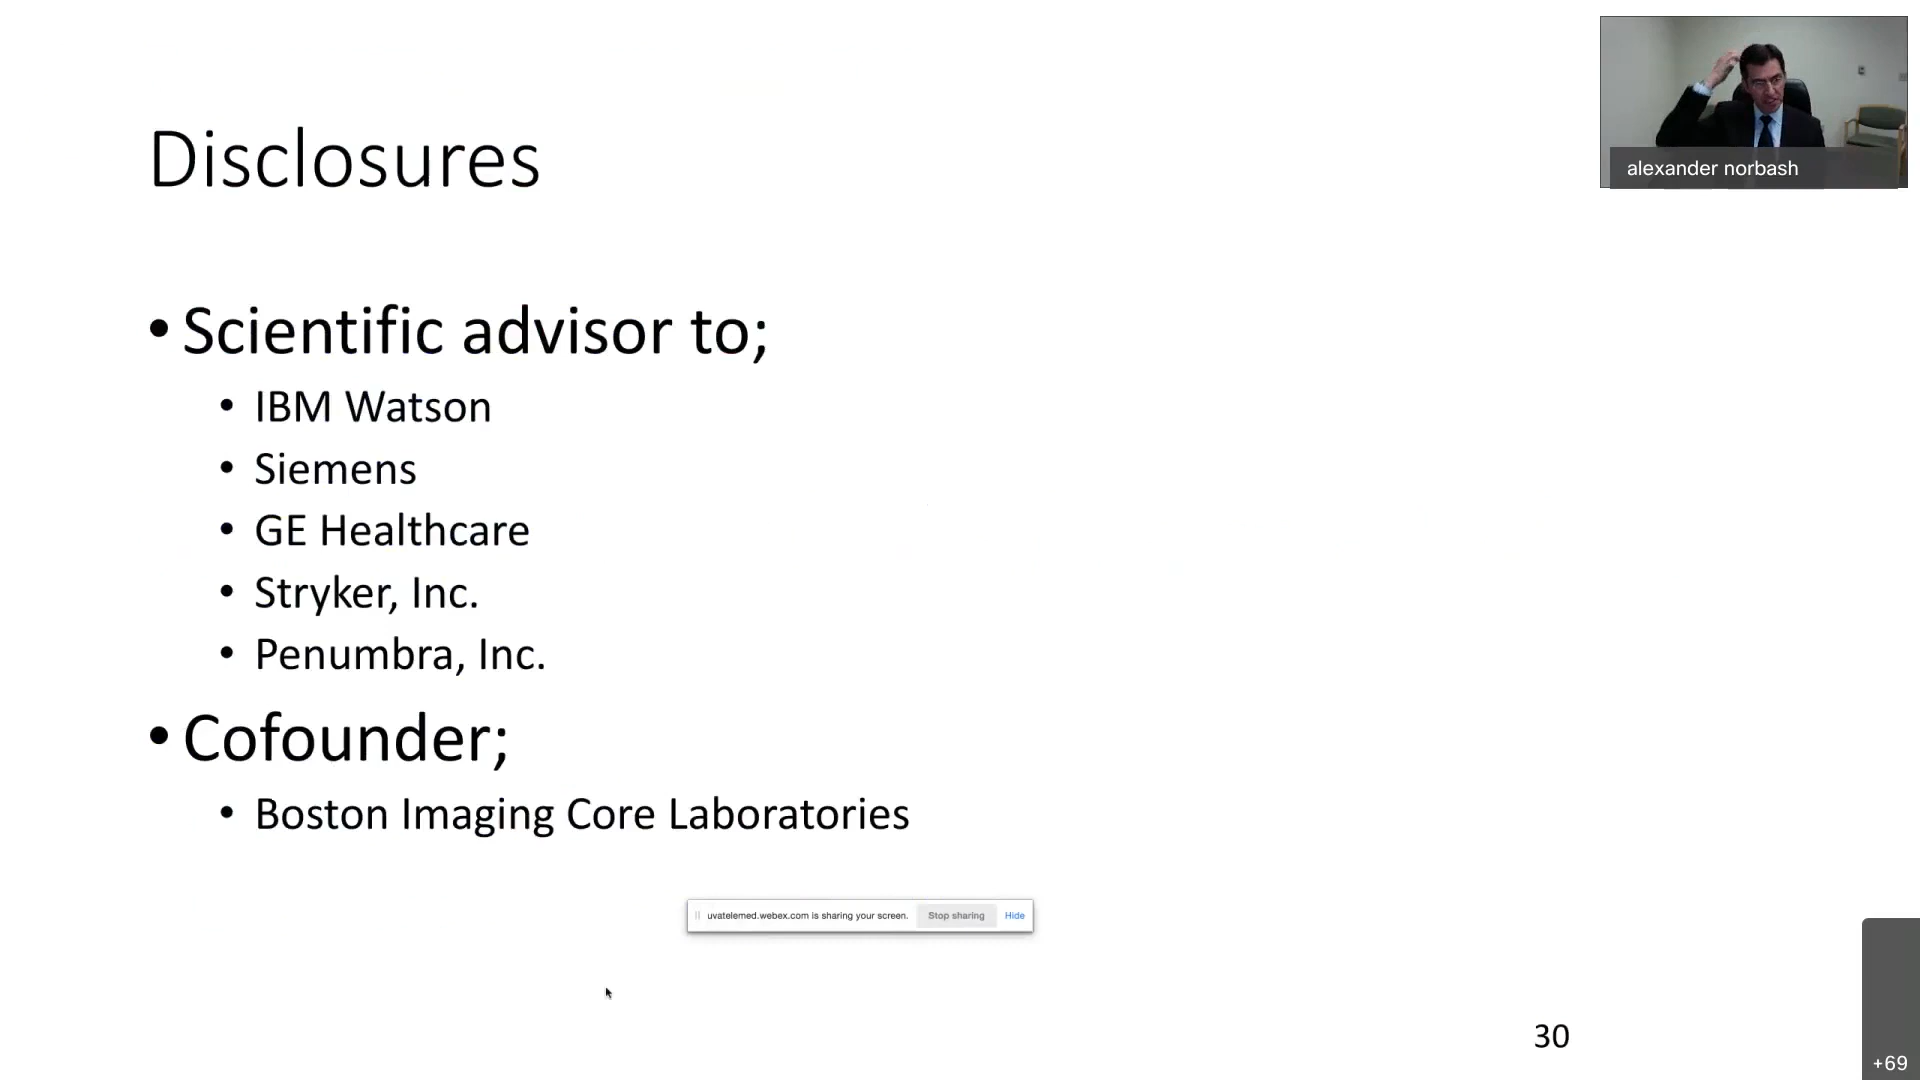 alexander norbash
Disclosures
• Scientific advisor to;
• IBM Watson
• Siemens
• GE Healthcare
• Stryker, Inc.
• Penumbra, Inc.
• Cofounder;
• Boston Imaging Core Laboratories
uvatelemed.webex.com is sharing your screen. Stop sharing Hide
30
+69